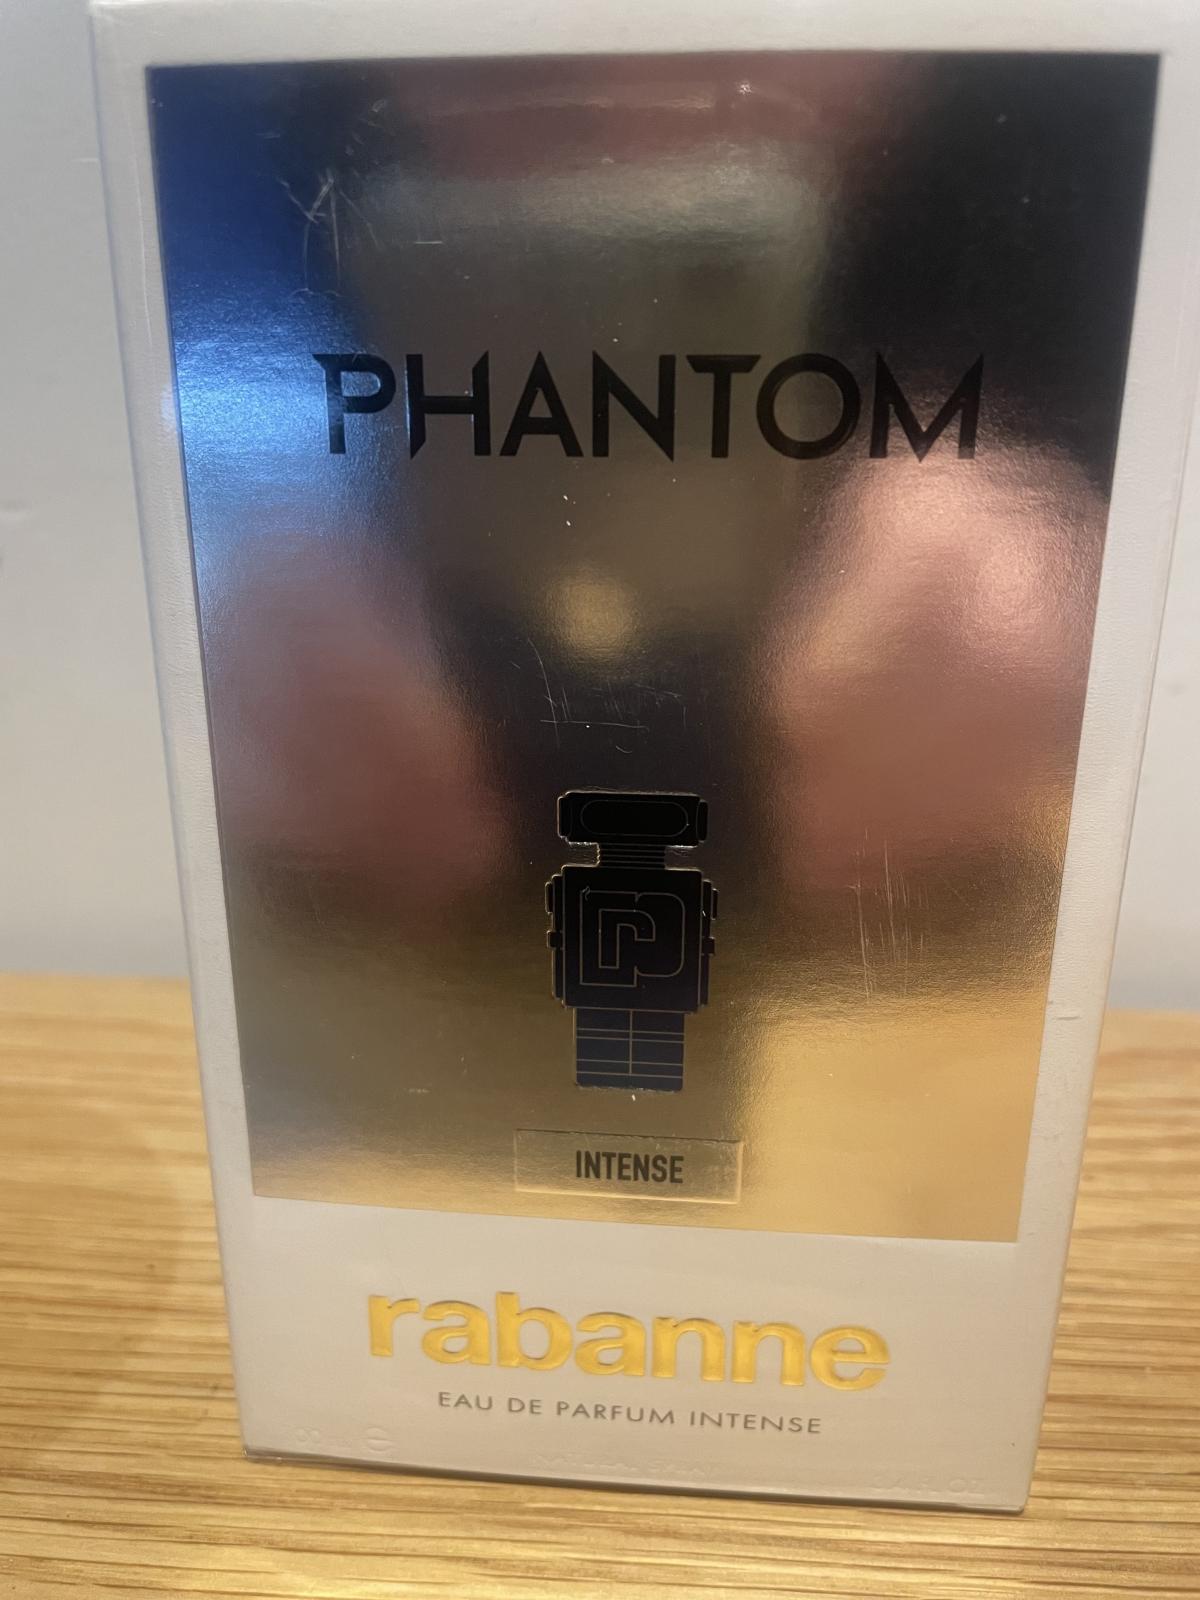 PHANTOM
INTENSE
rabanne
EAU DE PARFUM INTENSE